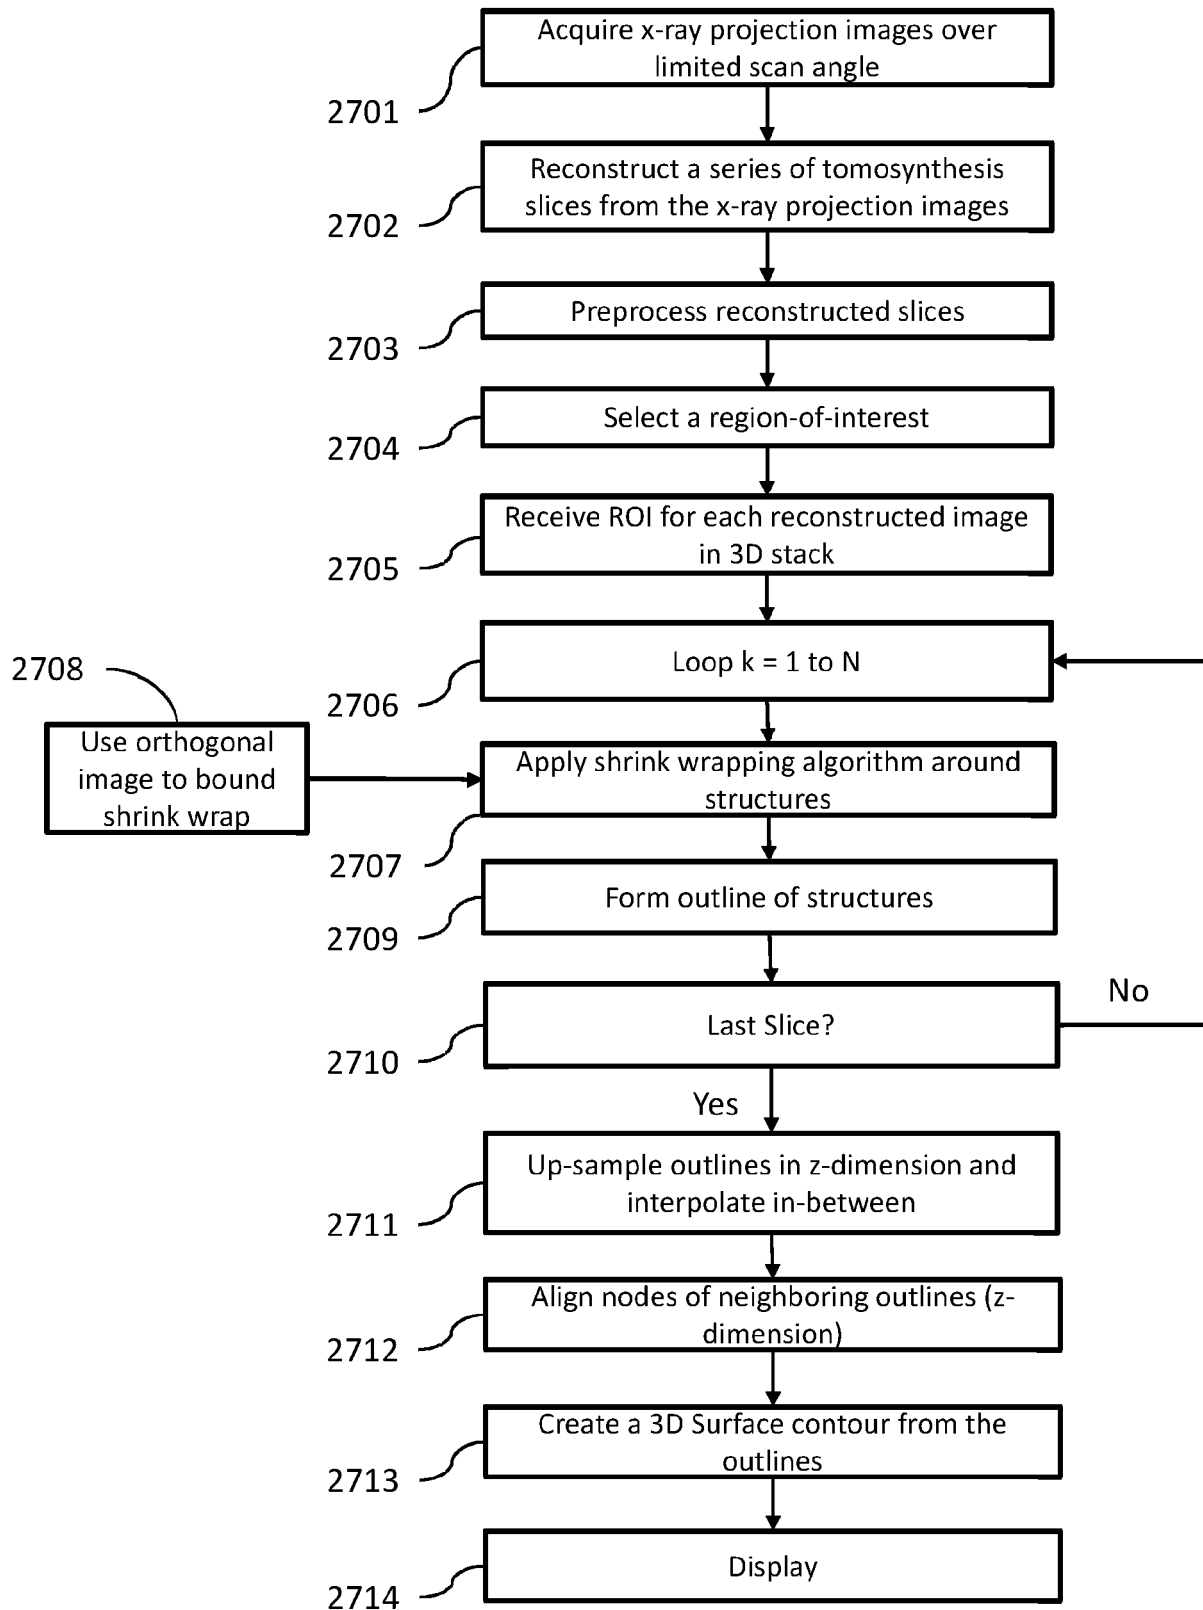 Acquire x-ray projection images over
limited scan angle
2701
Reconstruct a series of tomosynthesis
slices from the x-ray projection images
2702
Preprocess reconstructed slices
2703
Select a region-of-interest
2704
Receive ROI for each reconstructed image
in 3D stack
2705
Loop k = 1 to N
2706
2708
Use orthogonal
image to bound
shrink wrap
Apply shrink wrapping algorithm around
structures
2707
Form outline of structures
2709
Last Slice?
No
2710
Yes
Up-sample outlines in z-dimension and
interpolate in-between
2711
Align nodes of neighboring outlines (z-
dimension)
2712
Create a 3D Surface contour from the
outlines
2713
Display
2714